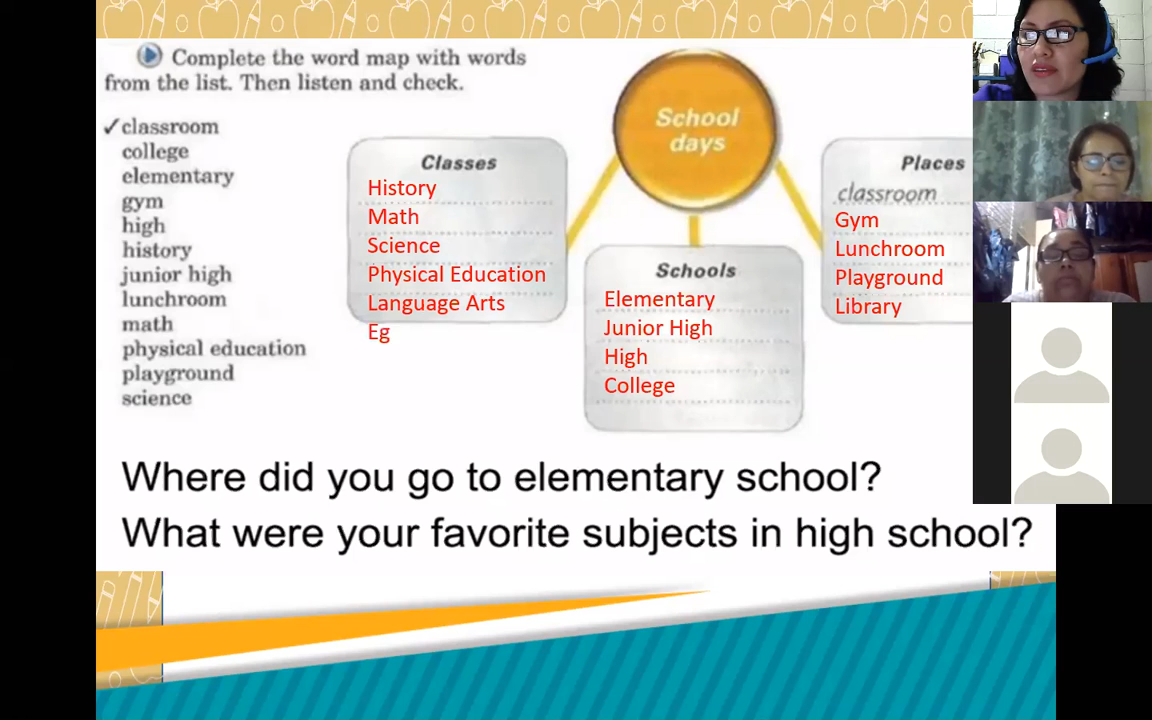 Complete the word map with words
from the list. Then listen and check.
✓classroom
college
elementary
gym
high
history
junior high
lunchroom
math
physical education
playground
science
School
days
Classes
History
Math
Science
Physical Education
Language Arts
Eg
Schools
Elementary
Junior High
High
College
Places
classroom
Gym
Lunchroom
Playground
Library
Where did you go to elementary school?
What were your favorite subjects in high school?